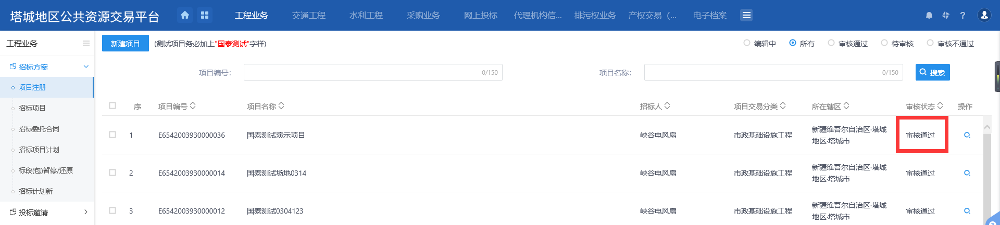 塔城地区公共资源交易平台
工程业务 交通工程 水利工程 采购业务 网上投标 代理机构信... 排污权业务 产权交易（... 电子档案
工程业务
招标方案
项目注册
招标项目
招标委托合同
招标项目计划
标段(包)暂停/还原
招标计划新
投标邀请
新建项目 (测试项目务必加上"国泰测试"字样)
编辑中 所有 审核通过 待审核 审核不通过
项目编号： 0/150 项目名称： 0/150 搜索
序 项目编号 项目名称 招标人 项目交易分类 所在辖区 审核状态 操作
1 E6542003930000036 国泰测试演示项目 峡谷电风扇 市政基础设施工程 新疆维吾尔自治区·塔城
地区·塔城市 审核通过
2 E6542003930000014 国泰测试场地0314 峡谷电风扇 市政基础设施工程 新疆维吾尔自治区·塔城
地区·塔城市 审核通过
3 E6542003930000012 国泰测试0304123 峡谷电风扇 市政基础设施工程 新疆维吾尔自治区·塔城
地区·塔城市 审核通过